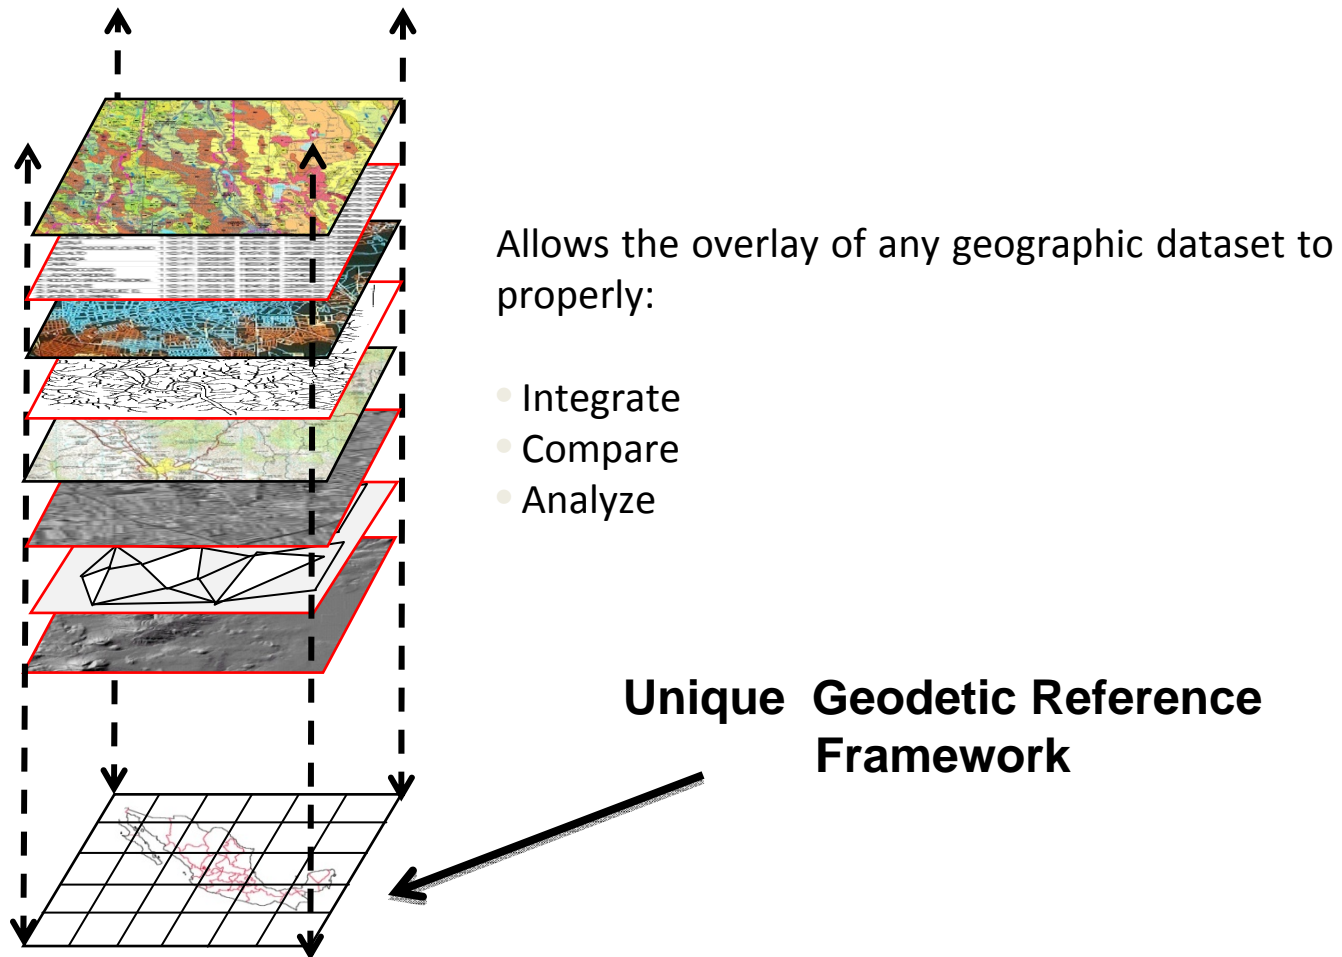 Allows the overlay of any geographic dataset to
properly:
• Integrate
• Compare
• Analyze
Unique Geodetic Reference
Framework